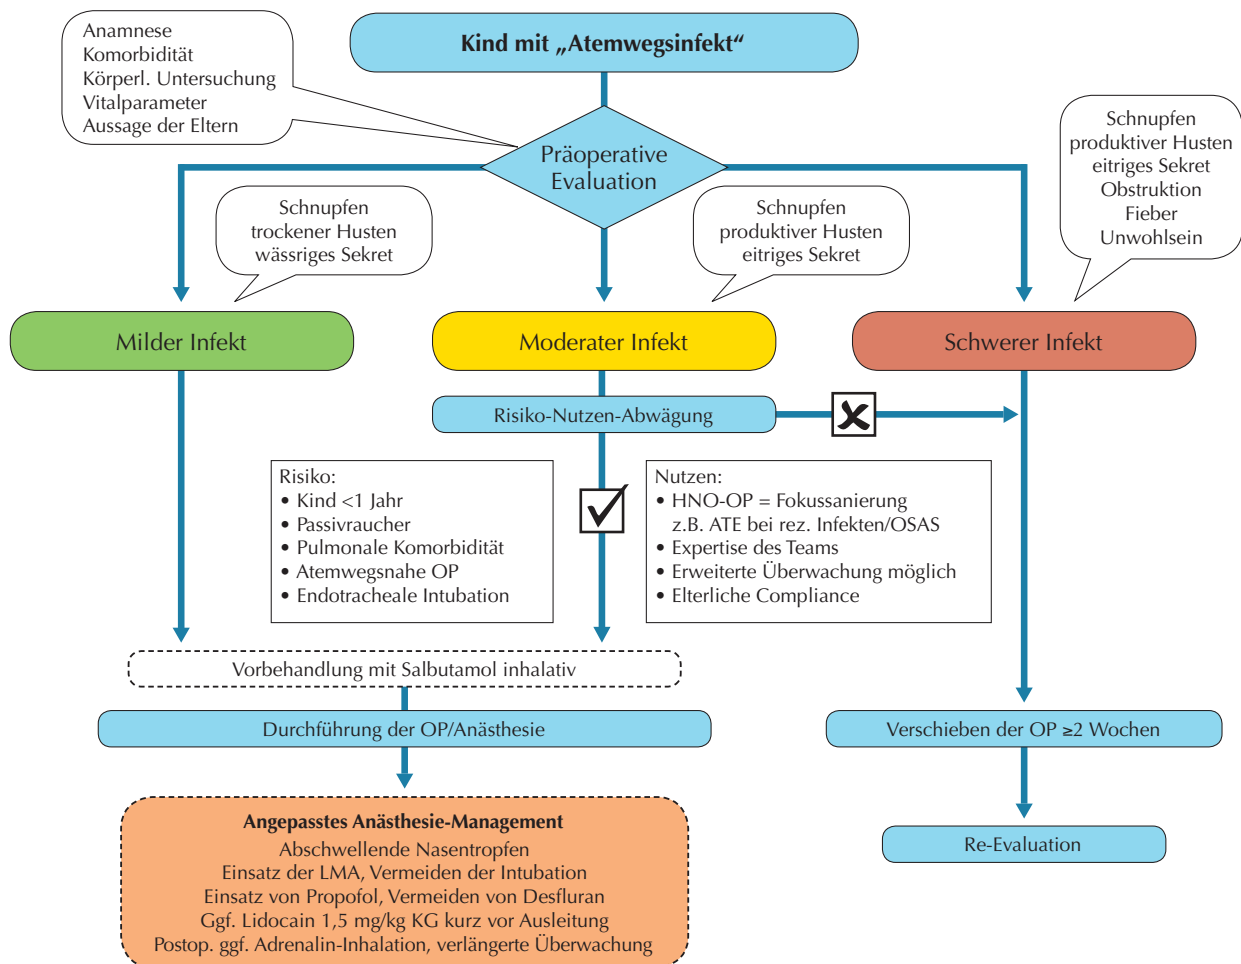 Anamnese
Komorbidität
Körperl. Untersuchung
Vitalparameter
Aussage der Eltern
Kind mit „Atemwegsinfekt“
Präoperative
Evaluation
Schnupfen
trockener Husten
wässriges Sekret
Schnupfen
produktiver Husten
eitriges Sekret
Schnupfen
produktiver Husten
eitriges Sekret
Obstruktion
Fieber
Unwohlsein
Milder Infekt
Moderater Infekt
Schwerer Infekt
Risiko-Nutzen-Abwägung
Risiko:
• Kind <1 Jahr
• Passivraucher
• Pulmonale Komorbidität
• Atemwegsnahe OP
• Endotracheale Intubation
Nutzen:
• HNO-OP = Fokussanierung
z.B. ATE bei rez. Infekten/OSAS
• Expertise des Teams
• Erweiterte Überwachung möglich
• Elterliche Compliance
Vorbehandlung mit Salbutamol inhalativ
Durchführung der OP/Anästhesie
Verschieben der OP ≥2 Wochen
Angepasstes Anästhesie-Management
Abschwellende Nasentropfen
Einsatz der LMA, Vermeiden der Intubation
Einsatz von Propofol, Vermeiden von Desfluran
Ggf. Lidocain 1,5 mg/kg KG kurz vor Ausleitung
Postop. ggf. Adrenalin-Inhalation, verlängerte Überwachung
Re-Evaluation